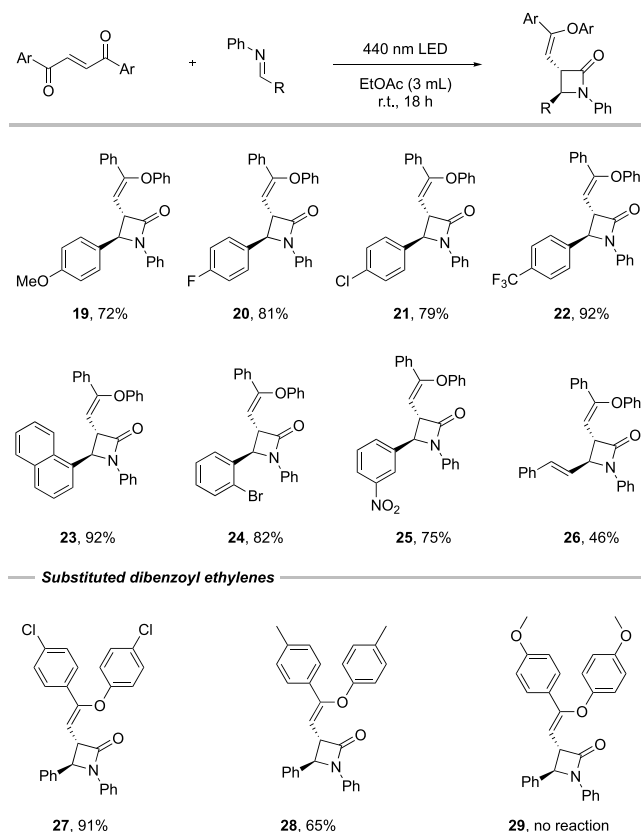 Ar
O
O
Ar
+
Ph
N
R
440 nm LED
EtOAc (3 mL)
r.t., 18 h
Ar
OAr
O
N
R
Ph
Ph
OPh
O
N
Ph
MeO
19, 72%
Ph
OPh
O
N
Ph
F
20, 81%
Ph
OPh
O
N
Ph
Cl
21, 79%
Ph
OPh
O
N
Ph
F3C
22, 92%
Ph
OPh
O
N
Ph
23, 92%
Ph
OPh
O
N
Ph
Br
24, 82%
Ph
OPh
O
N
Ph
NO2
25, 75%
Ph
OPh
O
N
Ph
Ph
26, 46%
Substituted dibenzoyl ethylenes
Cl
Cl
O
O
Ph
N
Ph
27, 91%
O
O
Ph
N
Ph
28, 65%
O
O
O
O
Ph
N
Ph
29, no reaction